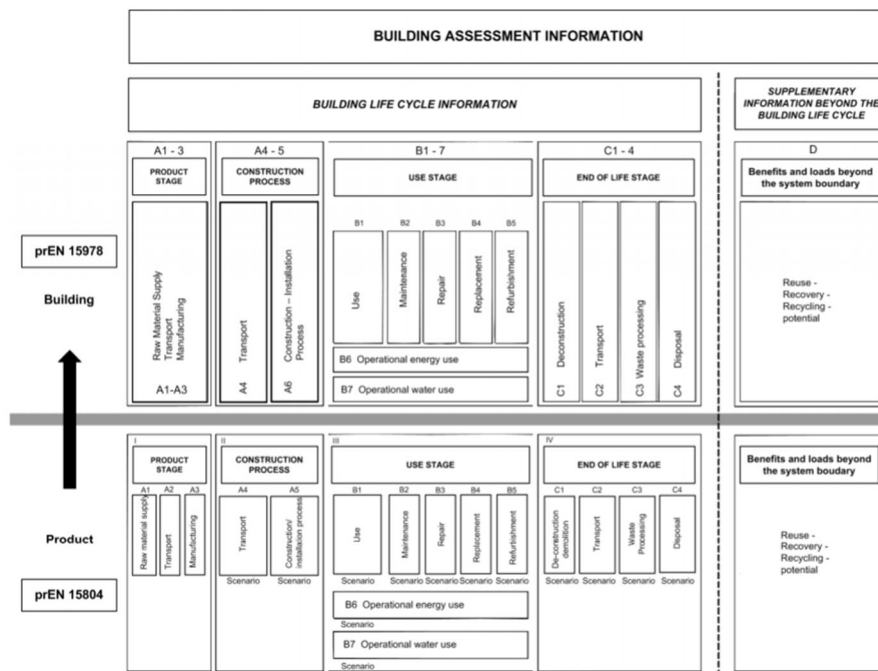 BUILDING ASSESSMENT INFORMATION
BUILDING LIFE CYCLE INFORMATION
SUPPLEMENTARY
INFORMATION BEYOND THE
BUILDING LIFE CYCLE
A1 - 3
A4 - 5
B1 - 7
C1 - 4
D
PRODUCT
STAGE
CONSTRUCTION
PROCESS
USE STAGE
END OF LIFE STAGE
Benefits and loads beyond
the system boundary
prEN 15978
Building
Raw Material Supply
Transport
Manufacturing
A1-A3
A4 Transport
A6 Construction – Installation
Process
B1
B2
B3
B4
B5
Use
Maintenance
Repair
Replacement
Refurbishment
B6 Operational energy use
B7 Operational water use
C1 Deconstruction
C2 Transport
C3 Waste processing
C4 Disposal
Reuse -
Recovery -
Recycling -
potential
I
II
III
IV
PRODUCT
STAGE
CONSTRUCTION
PROCESS
USE STAGE
END OF LIFE STAGE
Benefits and loads beyond
the system boudary
Product
prEN 15804
A1
A2
A3
A4
A5
B1
B2
B3
B4
B5
C1
C2
C3
C4
Raw material supply
Transport
Manufacturing
Transport
Construction/
installaxion process
Use
Maintenance
Repair
Replacement
Refurbishment
De-construction
demolition
Transport
Waste
Processing
Disposal
Scenario
Scenario
Scenario
Scenario
Scenario
Scenario
Scenario
Scenario
Scenario
Scenario
Scenario
B6 Operational energy use
Scenario
B7 Operational water use
Scenario
Reuse -
Recovery -
Recycling -
potential